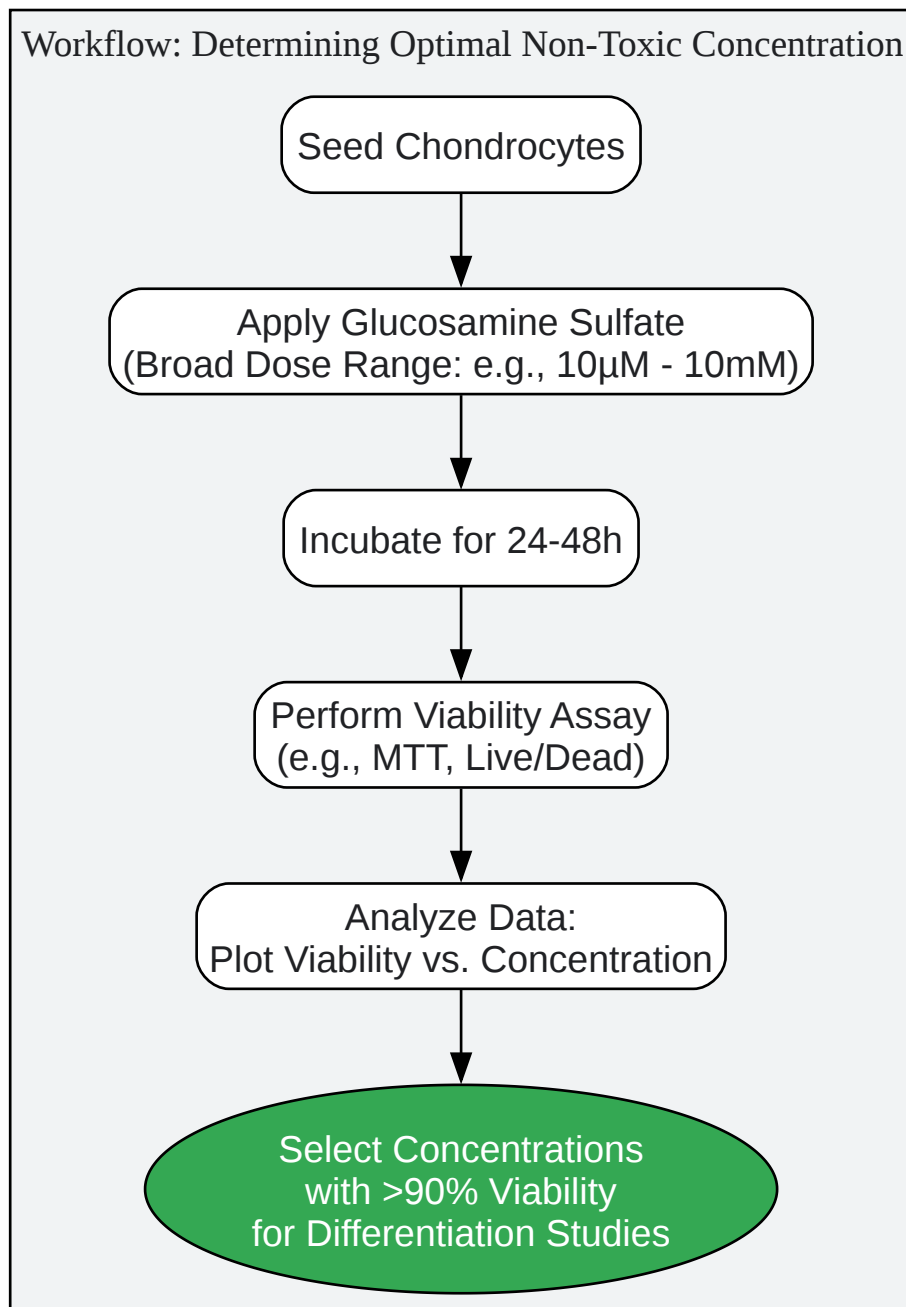 Workflow: Determining Optimal Non-Toxic Concentration
Seed Chondrocytes
Apply Glucosamine Sulfate
(Broad Dose Range: e.g., 10µM - 10mM)
Incubate for 24-48h
Perform Viability Assay
(e.g., MTT, Live/Dead)
Analyze Data:
Plot Viability vs. Concentration
Select Concentrations
with >90% Viability
for Differentiation Studies